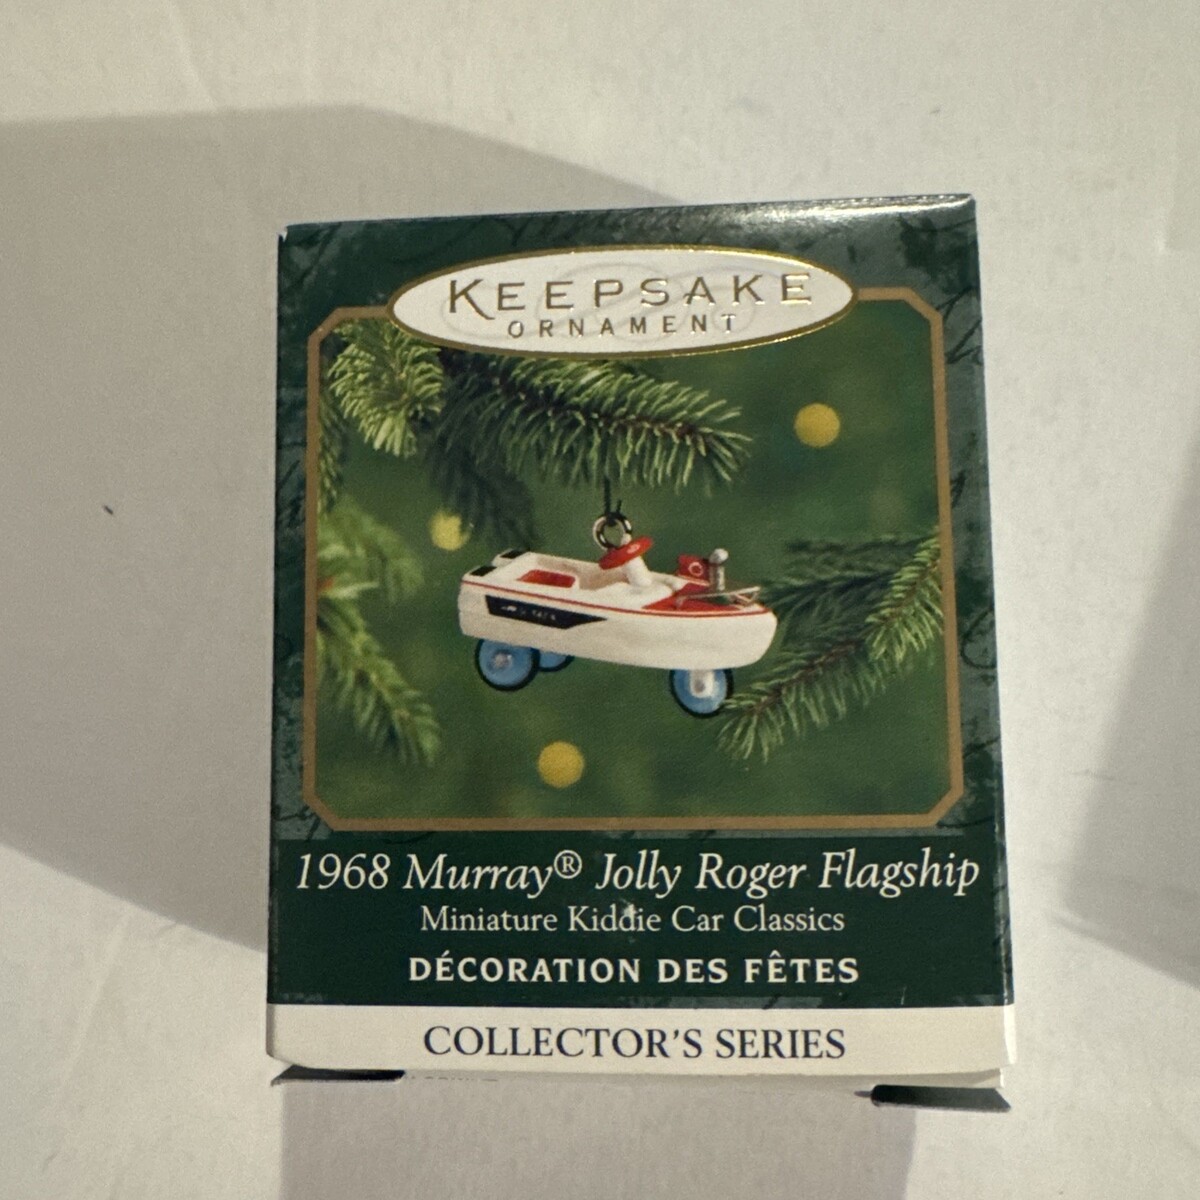 KEEPSAKE
ORNAMENT
1968 Murray® Jolly Roger Flagship
Miniature Kiddie Car Classics
DÉCORATION DES FÊTES
COLLECTOR'S SERIES